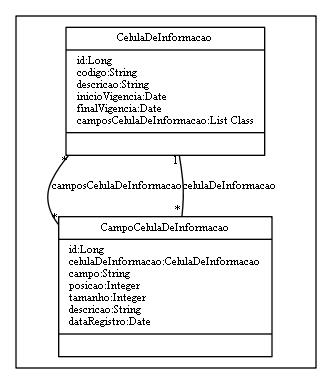 CelulaDeInformacao
id:Long
codigo:String
descricao:String
inicioVigencia:Date
finalVigencia:Date
camposCelulaDeInformacao:List Class
* 1
camposCelulaDeInformacao celulaDeInformacao
* *
CampoCelulaDeInformacao
id:Long
celulaDeInformacao:CelulaDeInformacao
campo:String
posicao:Integer
tamanho:Integer
descricao:String
dataRegistro:Date